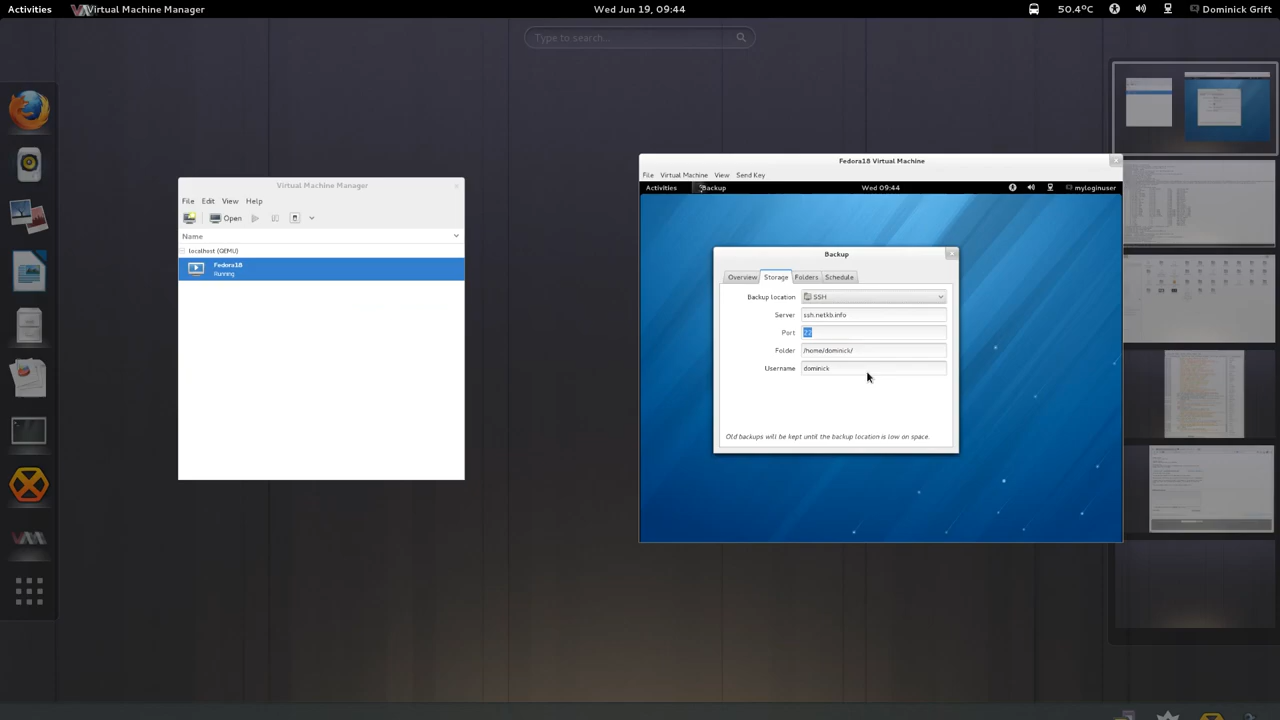 Activities
Virtual Machine Manager
Wed Jun 19, 09:44
50.4°C
Dominick Grift
Type to search...
Virtual Machine Manager
File Edit View Help
Open
Name
localhost (QEMU)
Fedora18
Running
Fedora18 Virtual Machine
File Virtual Machine View Send Key
Activities
Backup
Wed 09:44
myloginuser
Backup
Overview Storage Folders Schedule
Backup location SSH
Server ssh.netkb.info
Port 22
Folder /home/dominick/
Username dominick
Old backups will be kept until the backup location is low on space.